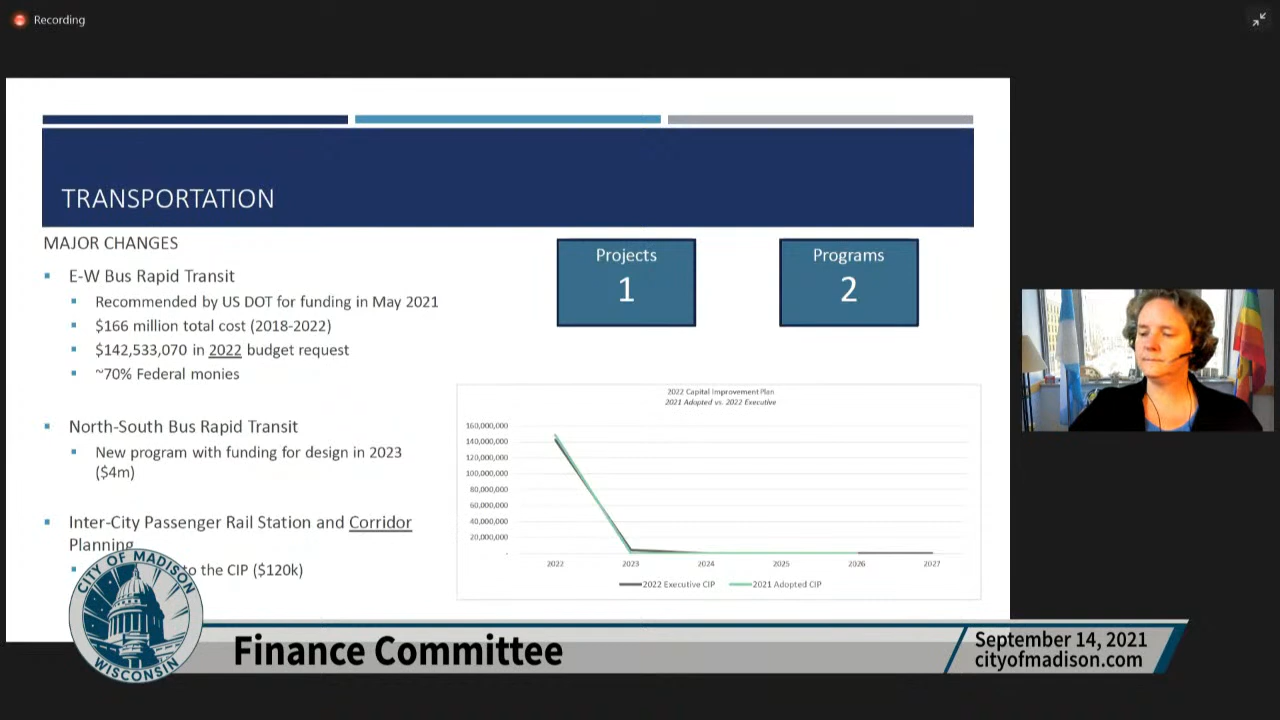 Recording
TRANSPORTATION
MAJOR CHANGES
E-W Bus Rapid Transit
Recommended by US DOT for funding in May 2021
$166 million total cost (2018-2022)
$142,533,070 in 2022 budget request
~70% Federal monies
North-South Bus Rapid Transit
New program with funding for design in 2023
($4m)
Inter-City Passenger Rail Station and Corridor
Planning
to the CIP ($120k)
Projects
1
Programs
2
2022 Capital Improvement Plan
2021 Adopted vs. 2022 Executive
160,000,000
140,000,000
120,000,000
100,000,000
80,000,000
60,000,000
40,000,000
20,000,000
-
2022 2023 2024 2025 2026 2027
2022 Executive CIP 2021 Adopted CIP
CITY OF MADISON
WISCONSIN
Finance Committee
September 14, 2021
cityofmadison.com